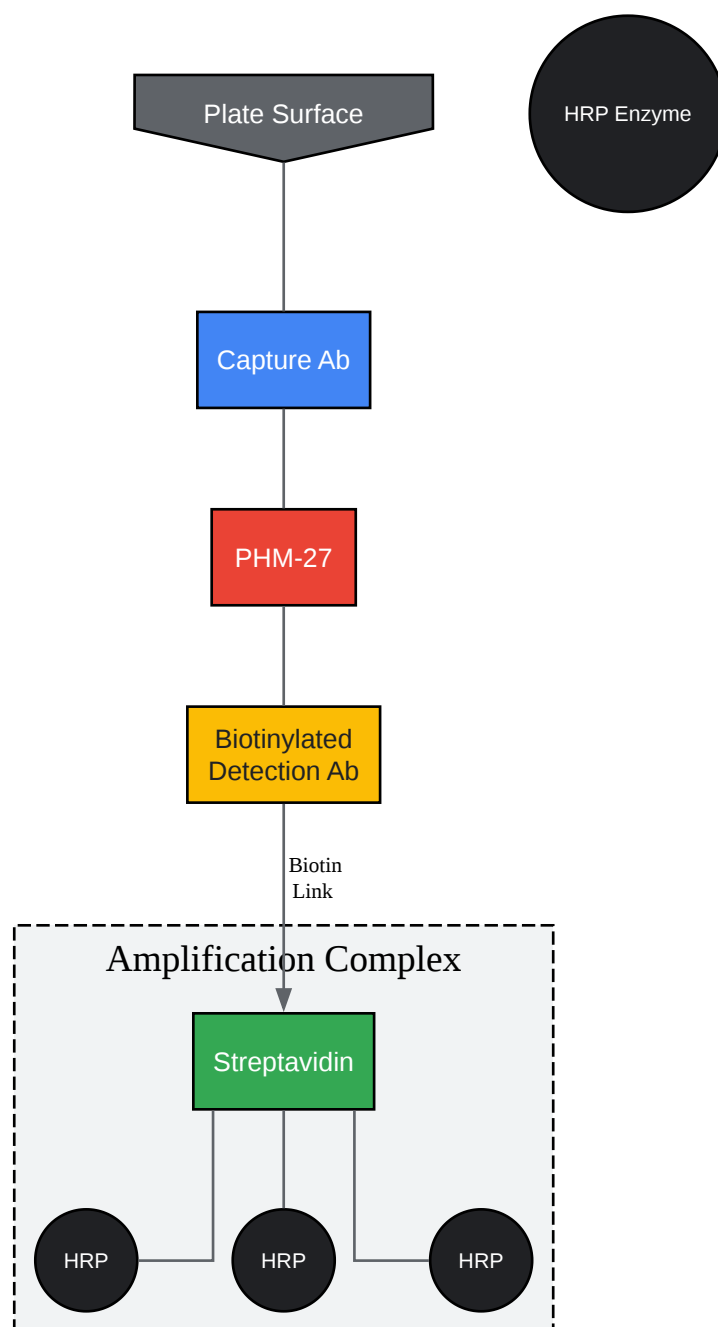 Plate Surface
HRP Enzyme
Capture Ab
PHM-27
Biotinylated
Detection Ab
Biotin
Link
Amplification Complex
Streptavidin
HRP
HRP
HRP